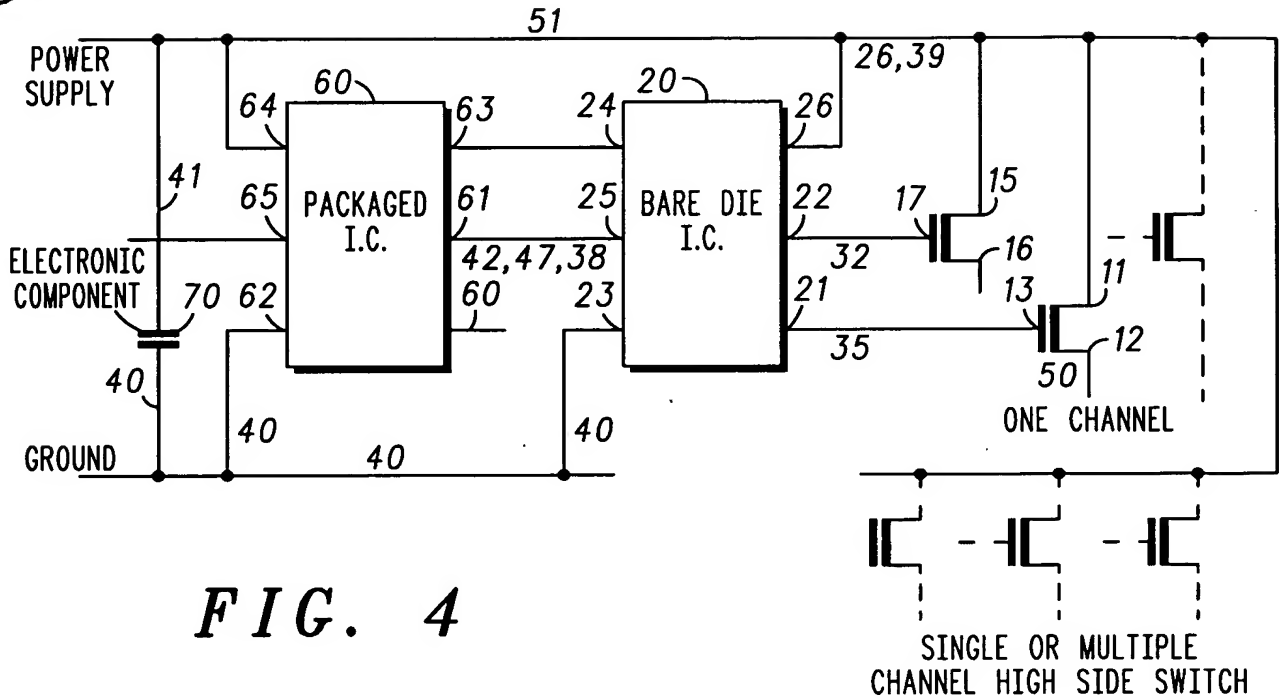 51
POWER
SUPPLY
26,39
60
20
64
63
24
26
41
65
PACKAGED
I.C.
61
25
BARE DIE
I.C.
22
17
15
42,47,38
32
16
ELECTRONIC
COMPONENT
70
62
60
23
21
13
11
35
12
40
50
ONE CHANNEL
GROUND
40
40
40
FIG. 4
SINGLE OR MULTIPLE
CHANNEL HIGH SIDE SWITCH